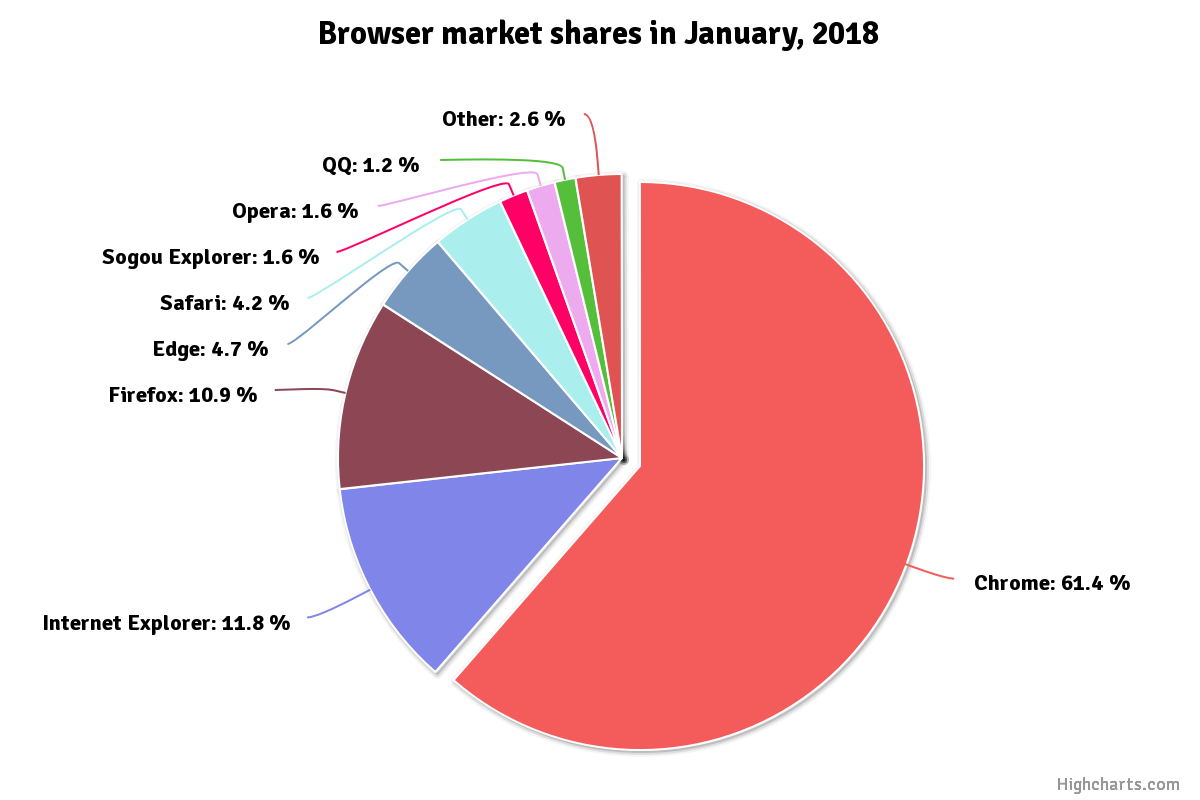 Browser market shares in January, 2018
Other: 2.6 %
QQ: 1.2 %
Opera: 1.6 %
Sogou Explorer: 1.6 %
Safari: 4.2 %
Edge: 4.7 %
Firefox: 10.9 %
Chrome: 61.4 %
Internet Explorer: 11.8 %
Highcharts.com